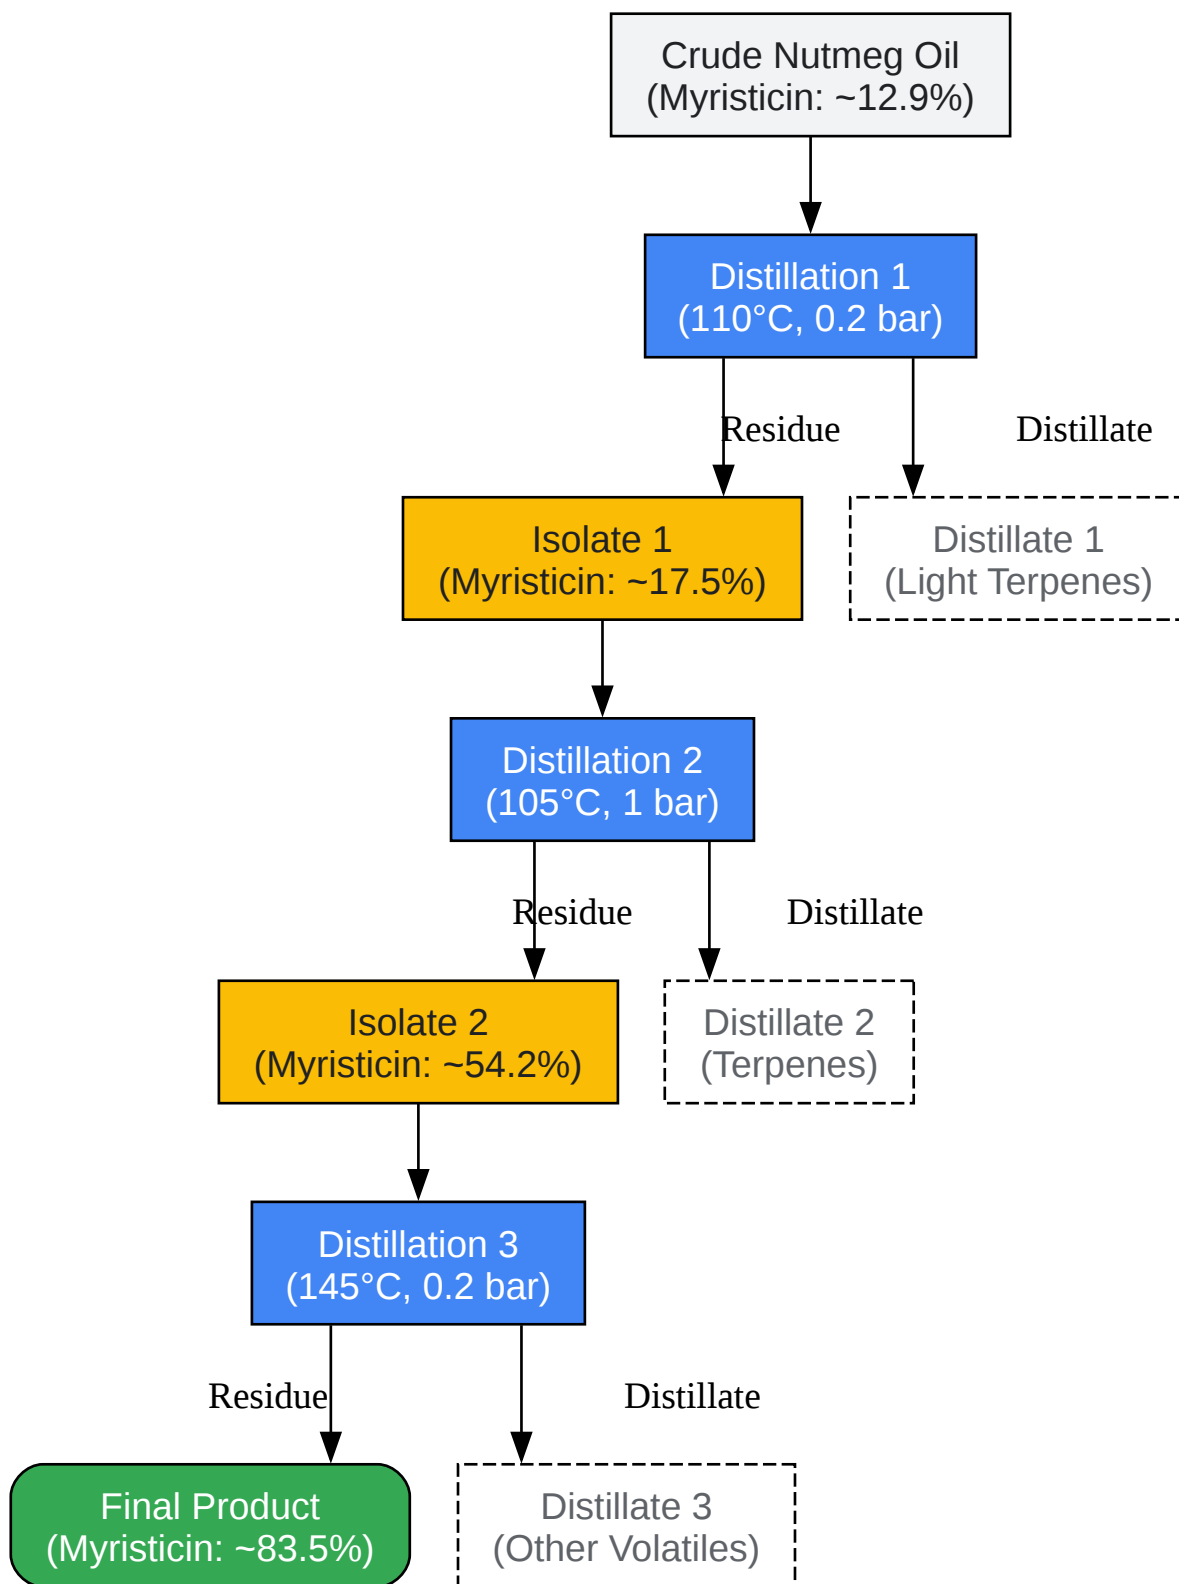 Crude Nutmeg Oil
(Myristicin: ~12.9%)
Distillation 1
(110°C, 0.2 bar)
Residue
Distillate
Isolate 1
(Myristicin: ~17.5%)
Distillate 1
(Light Terpenes)
Distillation 2
(105°C, 1 bar)
Residue
Distillate
Isolate 2
(Myristicin: ~54.2%)
Distillate 2
(Terpenes)
Distillation 3
(145°C, 0.2 bar)
Residue
Distillate
Final Product
(Myristicin: ~83.5%)
Distillate 3
(Other Volatiles)